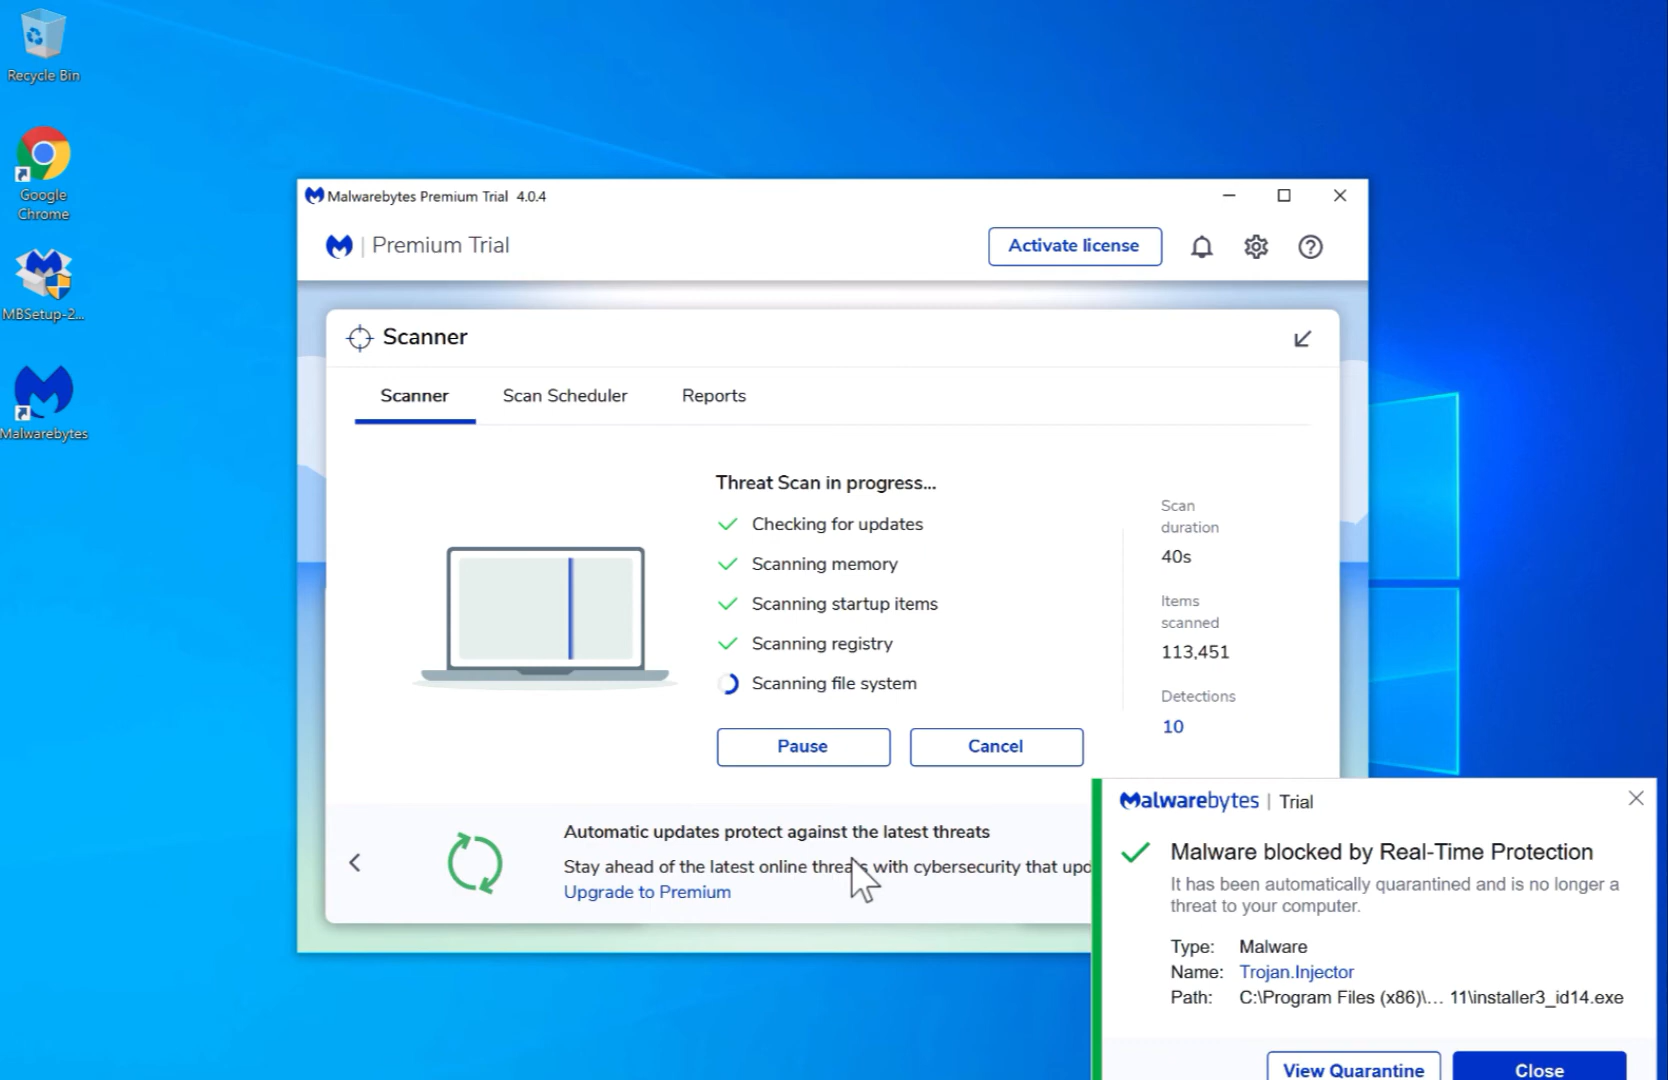 Recycle Bin
Google
Chrome
MBSetup-2...
Malwarebytes
Malwarebytes Premium Trial 4.0.4
Premium Trial
Activate license
Scanner
Scanner
Scan Scheduler
Reports
Threat Scan in progress...
Checking for updates
Scanning memory
Scanning startup items
Scanning registry
Scanning file system
Pause
Cancel
Scan
duration
40s
Items
scanned
113,451
Detections
10
Automatic updates protect against the latest threats
Stay ahead of the latest online threats with cybersecurity that upd
Upgrade to Premium
Malwarebytes | Trial
Malware blocked by Real-Time Protection
It has been automatically quarantined and is no longer a
threat to your computer.
Type: Malware
Name: Trojan.Injector
Path: C:\Program Files (x86)\... 11\installer3_id14.exe
View Quarantine
Close